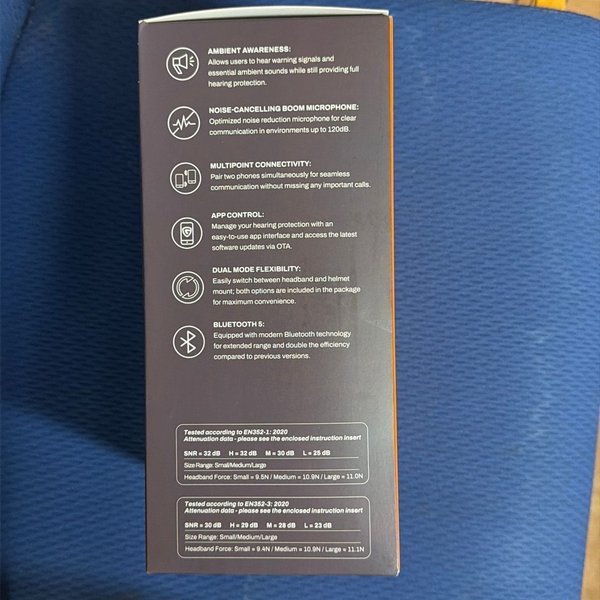 AMBIENT AWARENESS:
Allows users to hear warning signals and
essential ambient sounds while still providing full
hearing protection.
NOISE-CANCELLING BOOM MICROPHONE:
Optimized noise reduction microphone for clear
communication in environments up to 120dB.
MULTIPOINT CONNECTIVITY:
Pair two phones simultaneously for seamless
communication without missing any important calls.
APP CONTROL:
Manage your hearing protection with an
easy-to-use app interface and access the latest
software updates via OTA.
DUAL MODE FLEXIBILITY:
Easily switch between headband and helmet
mount; both options are included in the package
for maximum convenience.
BLUETOOTH 5:
Equipped with modern Bluetooth technology
for extended range and double the efficiency
compared to previous versions.
Tested according to EN352-1: 2020
Attenuation data - please see the enclosed instruction insert
SNR = 32 dB H = 32 dB M = 30 dB L = 25 dB
Size Range: Small/Medium/Large
Headband Force: Small = 9.5N / Medium = 10.9N / Large = 11.0N
Tested according to EN352-3: 2020
Attenuation data - please see the enclosed instruction insert
SNR = 30 dB H = 29 dB M = 28 dB L = 23 dB
Size Range: Small/Medium/Large
Headband Force: Small = 9.4N / Medium = 10.9N / Large = 11.1N